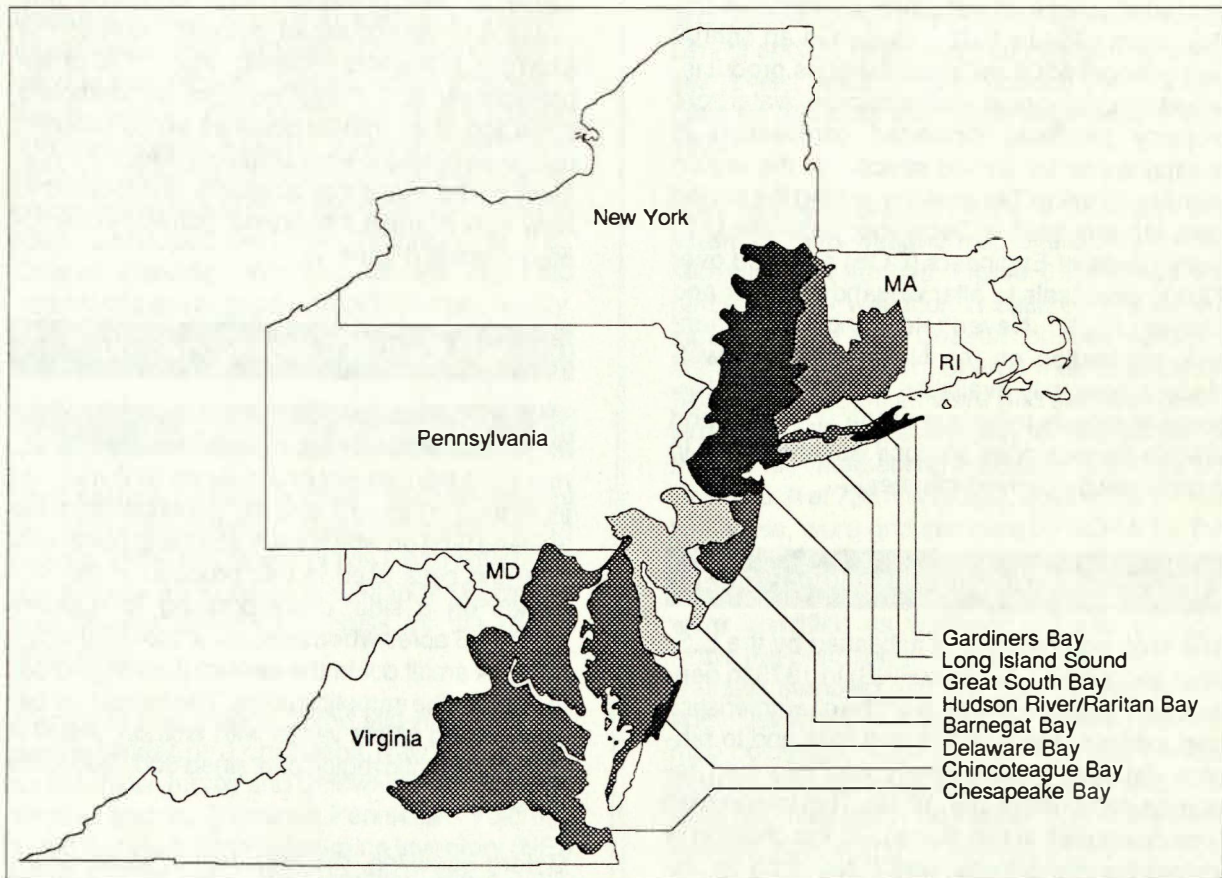 New York
MA
RI
Pennsylvania
MD
Virginia
Gardiners Bay
Long Island Sound
Great South Bay
Hudson River/Raritan Bay
Barnegat Bay
Delaware Bay
Chincoteague Bay
Chesapeake Bay